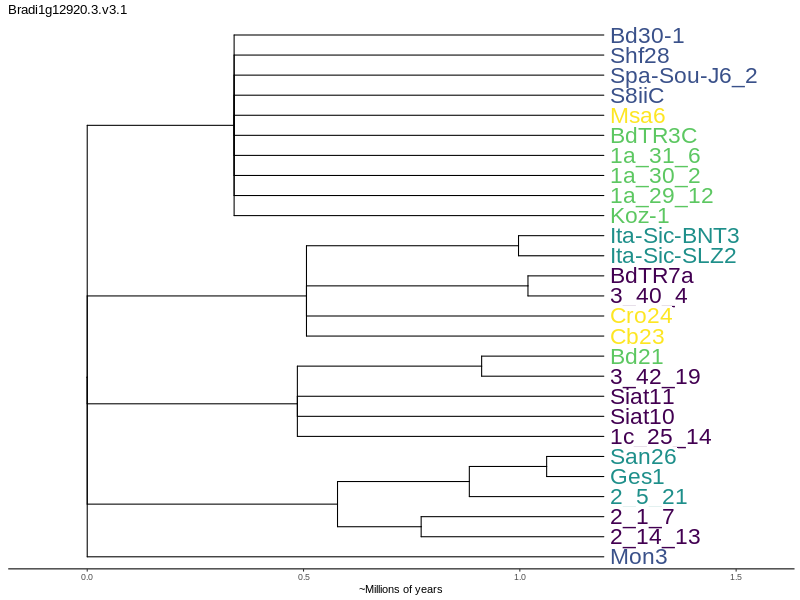 Bradi1g12920.3.v3.1
Bd30-1
Shf28
Spa-Sou-J6_2
S8iiC
Msa6
BdTR3C
1a_31_6
1a_30_2
1a_29_12
Koz-1
Ita-Sic-BNT3
Ita-Sic-SLZ2
BdTR7a
3_40_4
Cro24
Cb23
Bd21
3_42_19
Siat11
Siat10
1c_25_14
San26
Ges1
2_5_21
2_1_7
2_14_13
Mon3
0.0 0.5 1.0 1.5
~Millions of years